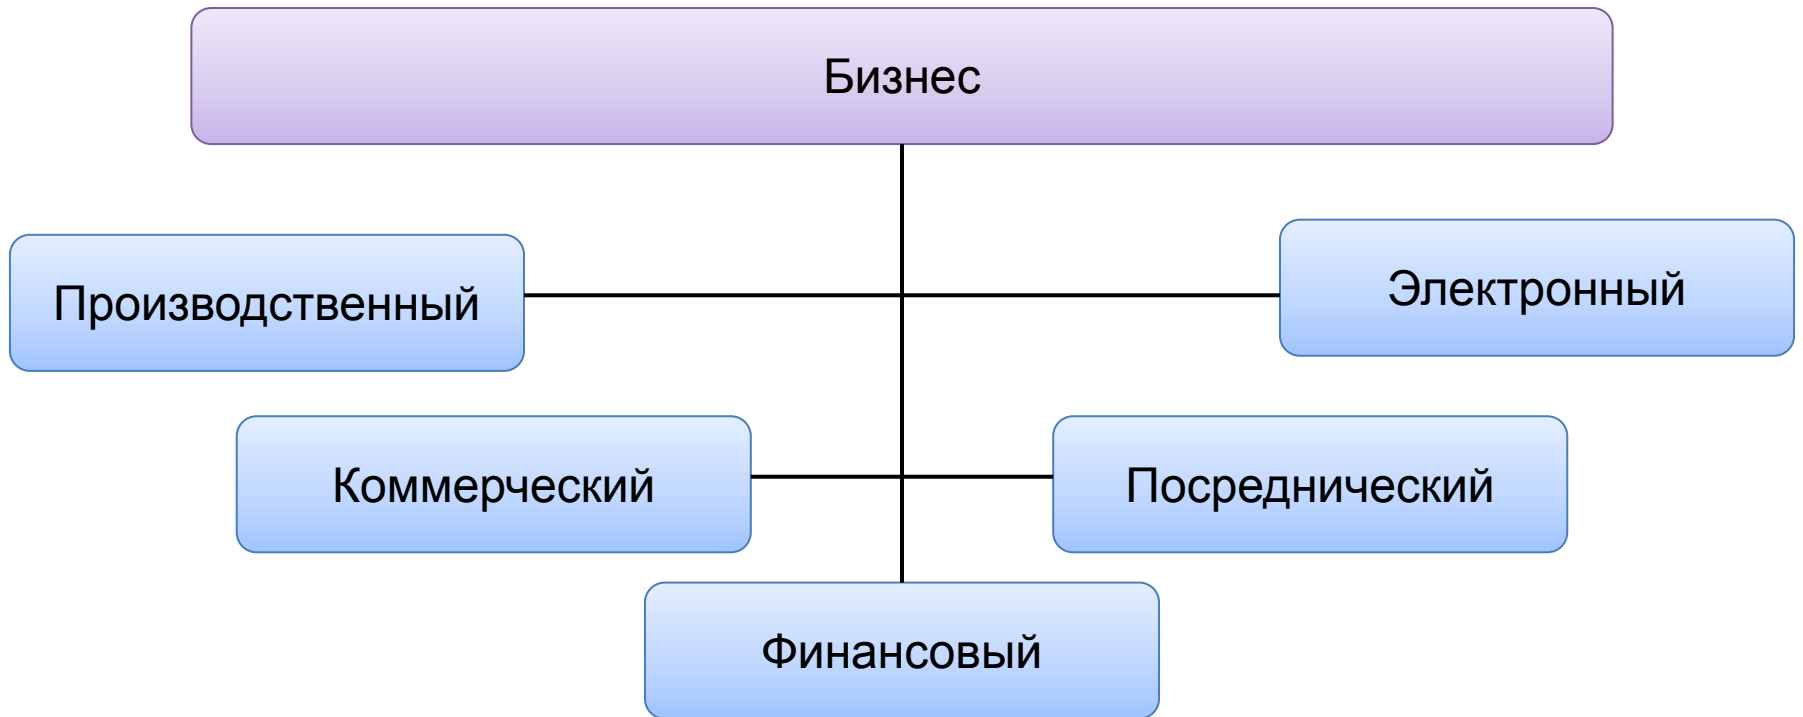 Бизнес
Производственный
Электронный
Коммерческий
Посреднический
Финансовый